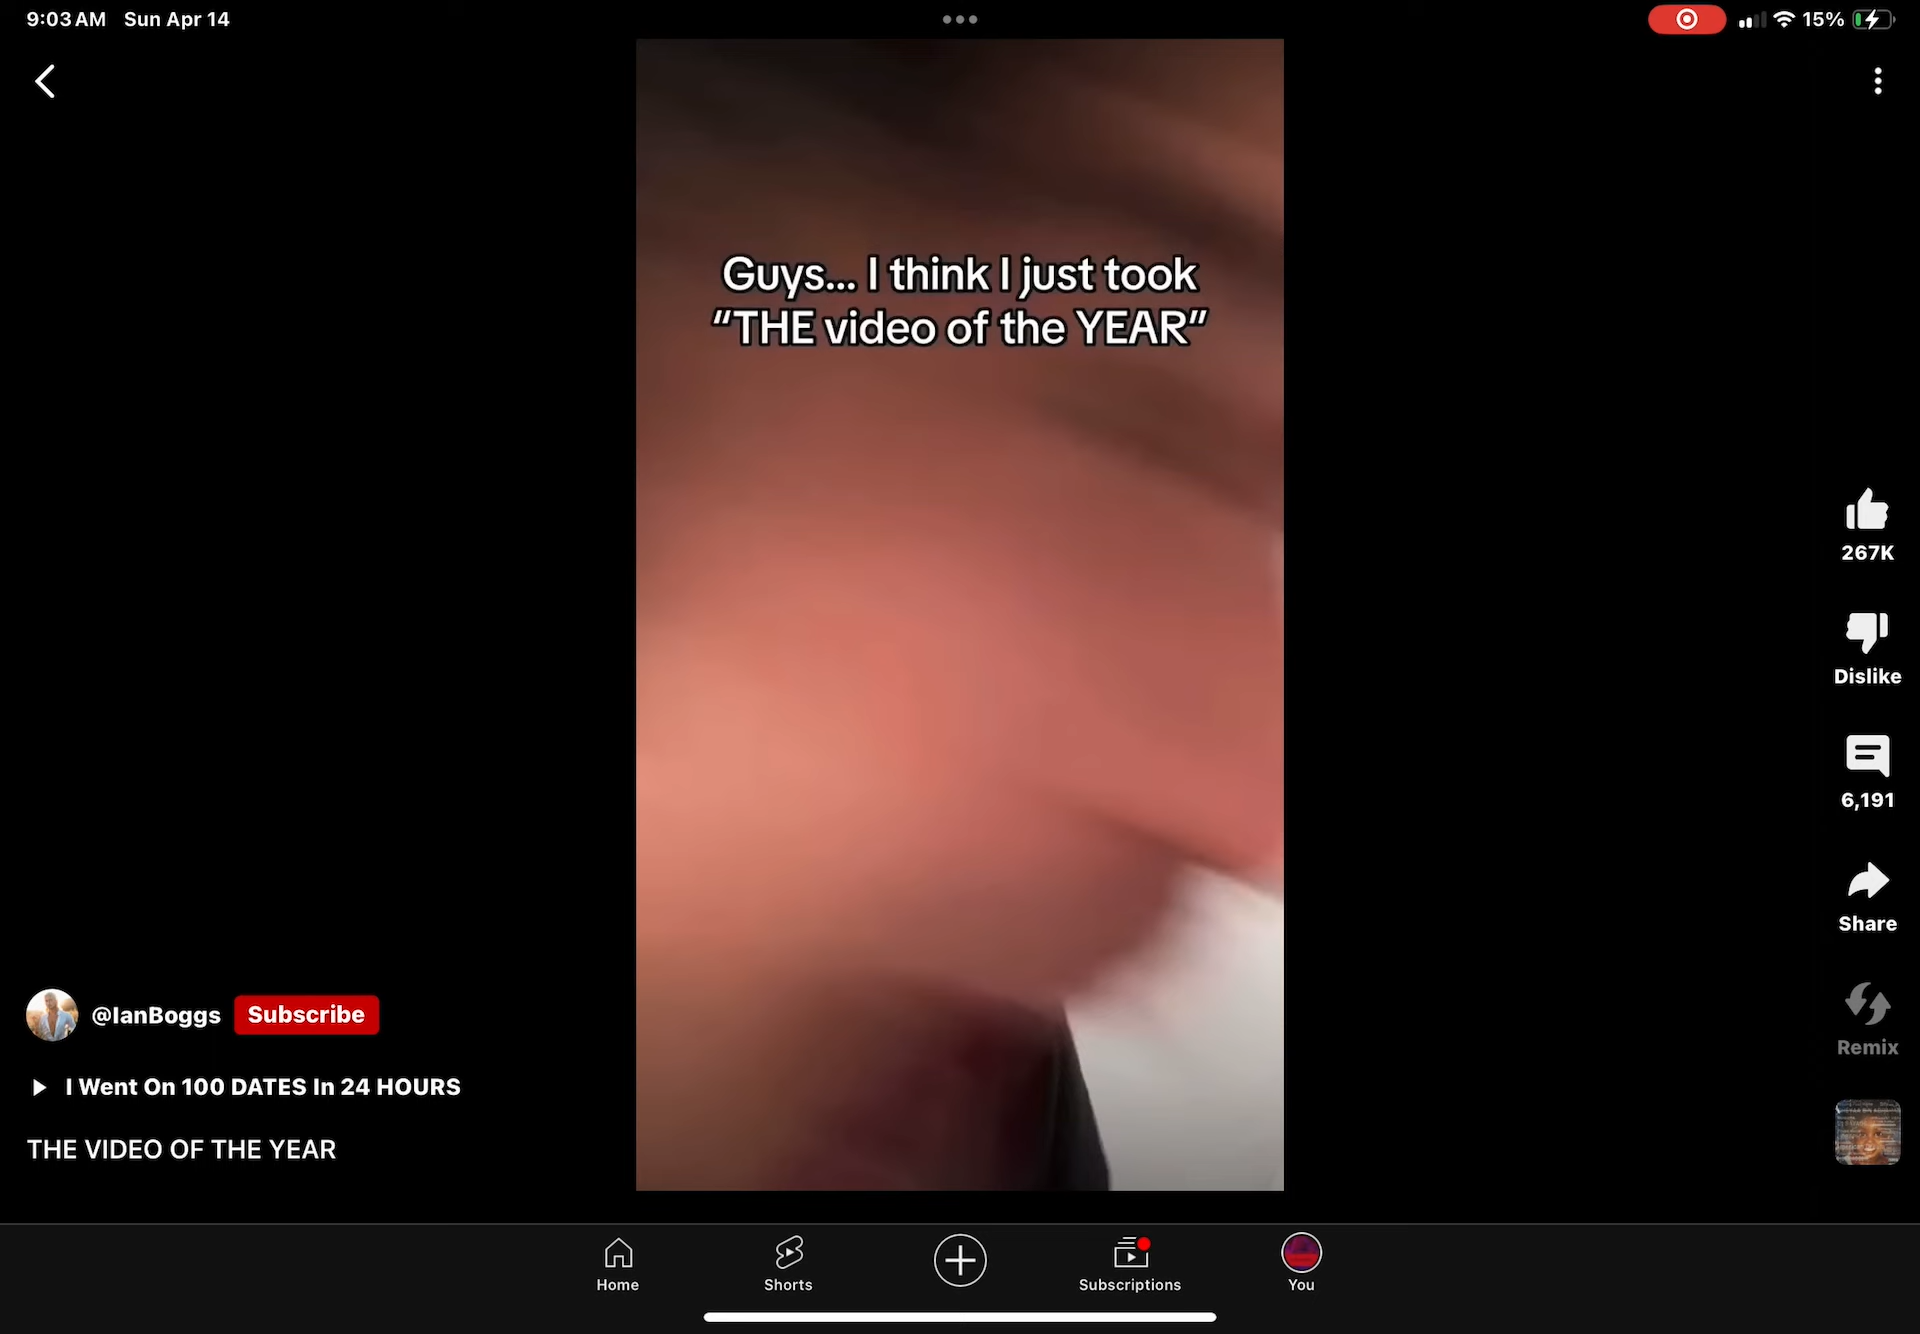 9:03 AM Sun Apr 14
15%
Guys... I think I just took
"THE video of the YEAR"
267K
Dislike
6,191
Share
Remix
@IanBoggs Subscribe
I Went On 100 DATES In 24 HOURS
THE VIDEO OF THE YEAR
Home Shorts Subscriptions You